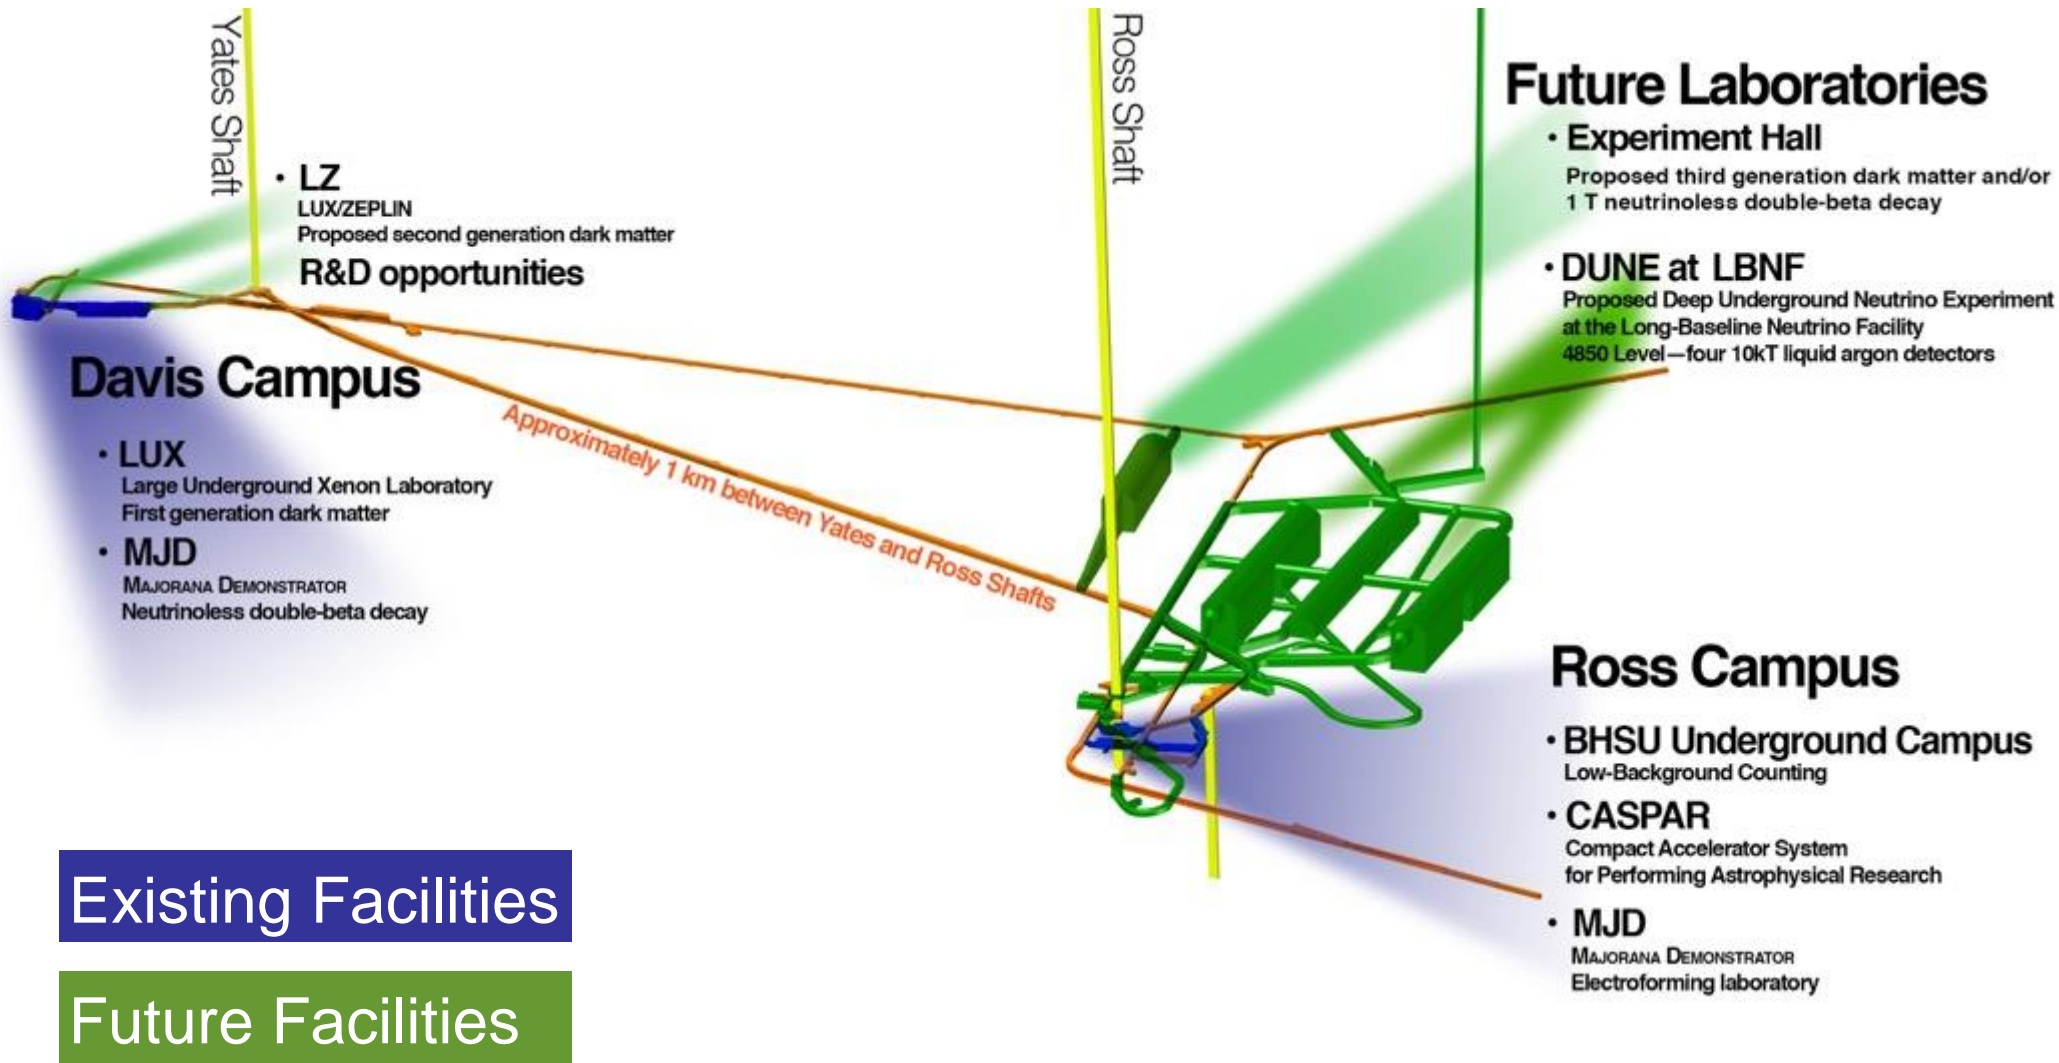 Yates Shaft
• LZ
LUX/ZEPLIN
Proposed second generation dark matter
R&D opportunities
Davis Campus
• LUX
Large Underground Xenon Laboratory
First generation dark matter
• MJD
MAJORANA DEMONSTRATOR
Neutrinoless double-beta decay
Approximately 1 km between Yates and Ross Shafts
Ross Shaft
Future Laboratories
• Experiment Hall
Proposed third generation dark matter and/or
1 T neutrinoless double-beta decay
• DUNE at LBNF
Proposed Deep Underground Neutrino Experiment
at the Long-Baseline Neutrino Facility
4850 Level—four 10kT liquid argon detectors
Ross Campus
• BHSU Underground Campus
Low-Background Counting
• CASPAR
Compact Accelerator System
for Performing Astrophysical Research
• MJD
MAJORANA DEMONSTRATOR
Electroforming laboratory
Existing Facilities
Future Facilities